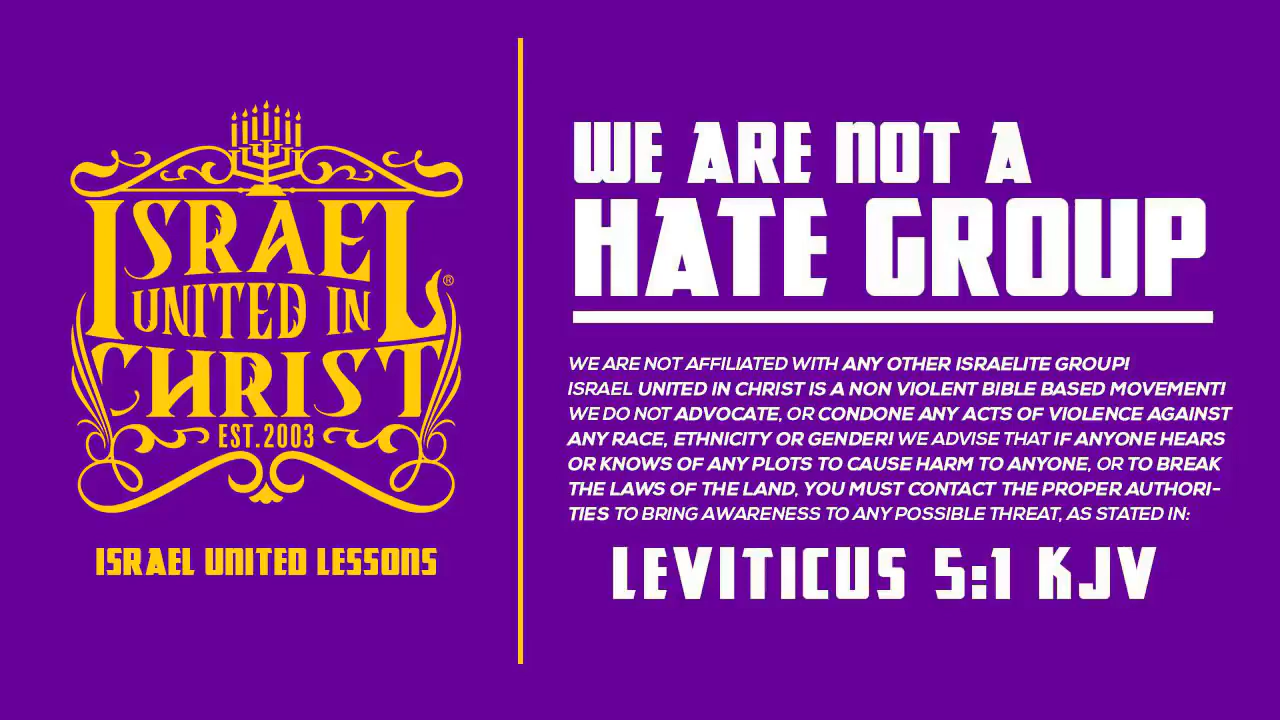 ISRAEL
UNITED IN
CHRIST®
EST.2003
ISRAEL UNITED LESSONS
WE ARE NOT A
HATE GROUP
WE ARE NOT AFFILIATED WITH ANY OTHER ISRAELITE GROUP!
ISRAEL UNITED IN CHRIST IS A NON VIOLENT BIBLE BASED MOVEMENT!
WE DO NOT ADVOCATE, OR CONDONE ANY ACTS OF VIOLENCE AGAINST
ANY RACE, ETHNICITY OR GENDER! WE ADVISE THAT IF ANYONE HEARS
OR KNOWS OF ANY PLOTS TO CAUSE HARM TO ANYONE, OR TO BREAK
THE LAWS OF THE LAND, YOU MUST CONTACT THE PROPER AUTHORI-
TIES TO BRING AWARENESS TO ANY POSSIBLE THREAT, AS STATED IN:
LEVITICUS 5:1 KJV